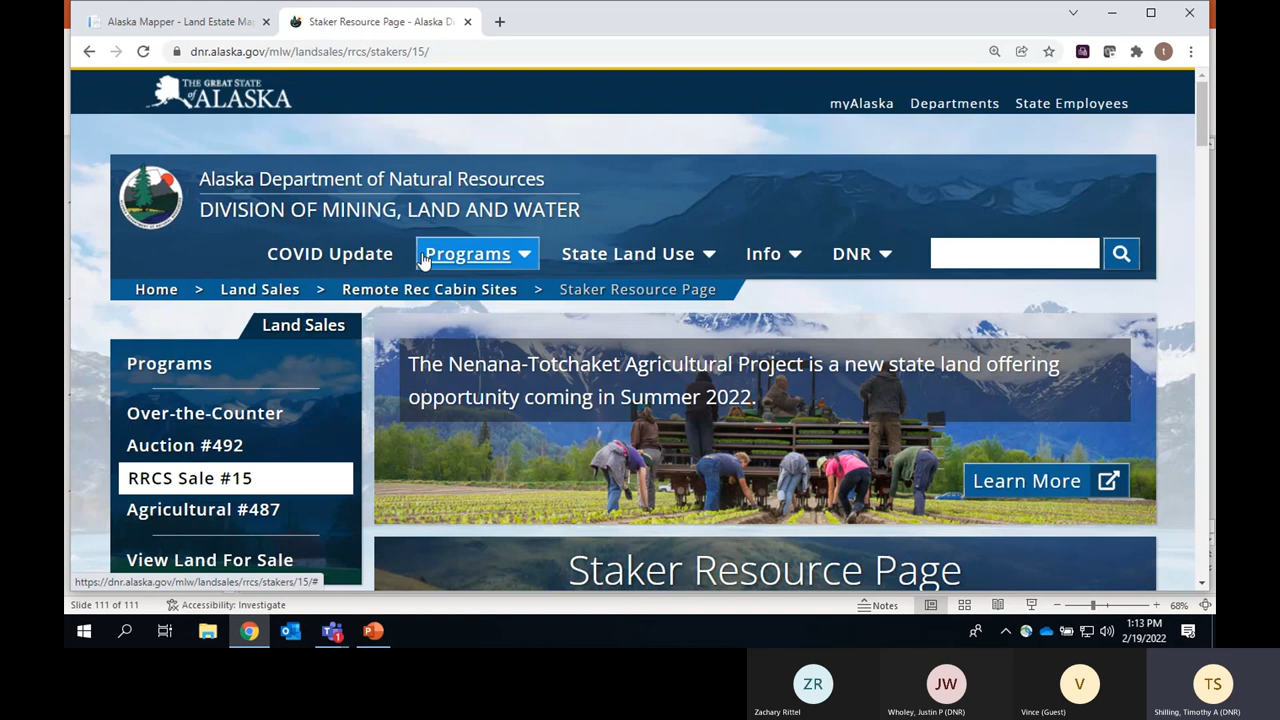 Alaska Mapper - Land Estate Ma
Staker Resource Page - Alaska D
dnr.alaska.gov/mlw/landsales/rrcs/stakers/15/
t
THE GREAT STATE
of ALASKA
myAlaska Departments State Employees
Alaska Department of Natural Resources
DIVISION OF MINING, LAND AND WATER
COVID Update Programs State Land Use Info DNR
Home > Land Sales > Remote Rec Cabin Sites > Staker Resource Page
Land Sales
Programs
Over-the-Counter
Auction #492
RRCS Sale #15
Agricultural #487
View Land For Sale
The Nenana-Totchaket Agricultural Project is a new state land offering
opportunity coming in Summer 2022.
Learn More
Staker Resource Page
https://dnr.alaska.gov/mlw/landsales/rrcs/stakers/15/#
Slide 111 of 111 Accessibility: Investigate Notes 68%
1:13 PM
2/19/2022
ZR
Zachary Rittel
JW
Wholey, Justin P (DNR)
V
Vince (Guest)
TS
Shilling, Timothy A (DNR)